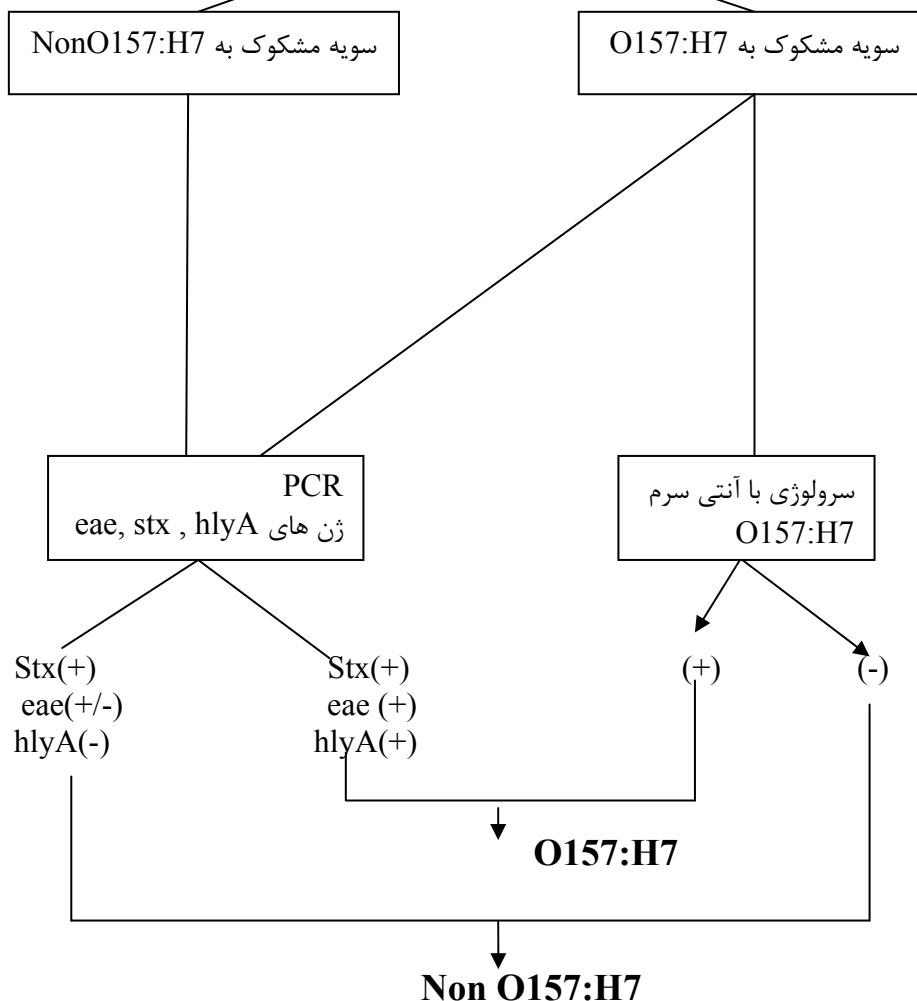 سویه مشکوک به O157:H7
سویه مشکوک به NonO157:H7
سرولوژی با آنتی سرم
O157:H7
PCR
ژن های eae, stx , hlyA
Stx(+)
eae(+/-)
hlyA(-)
Stx(+)
eae (+)
hlyA(+)
(+)
(-)
O157:H7
Non O157:H7